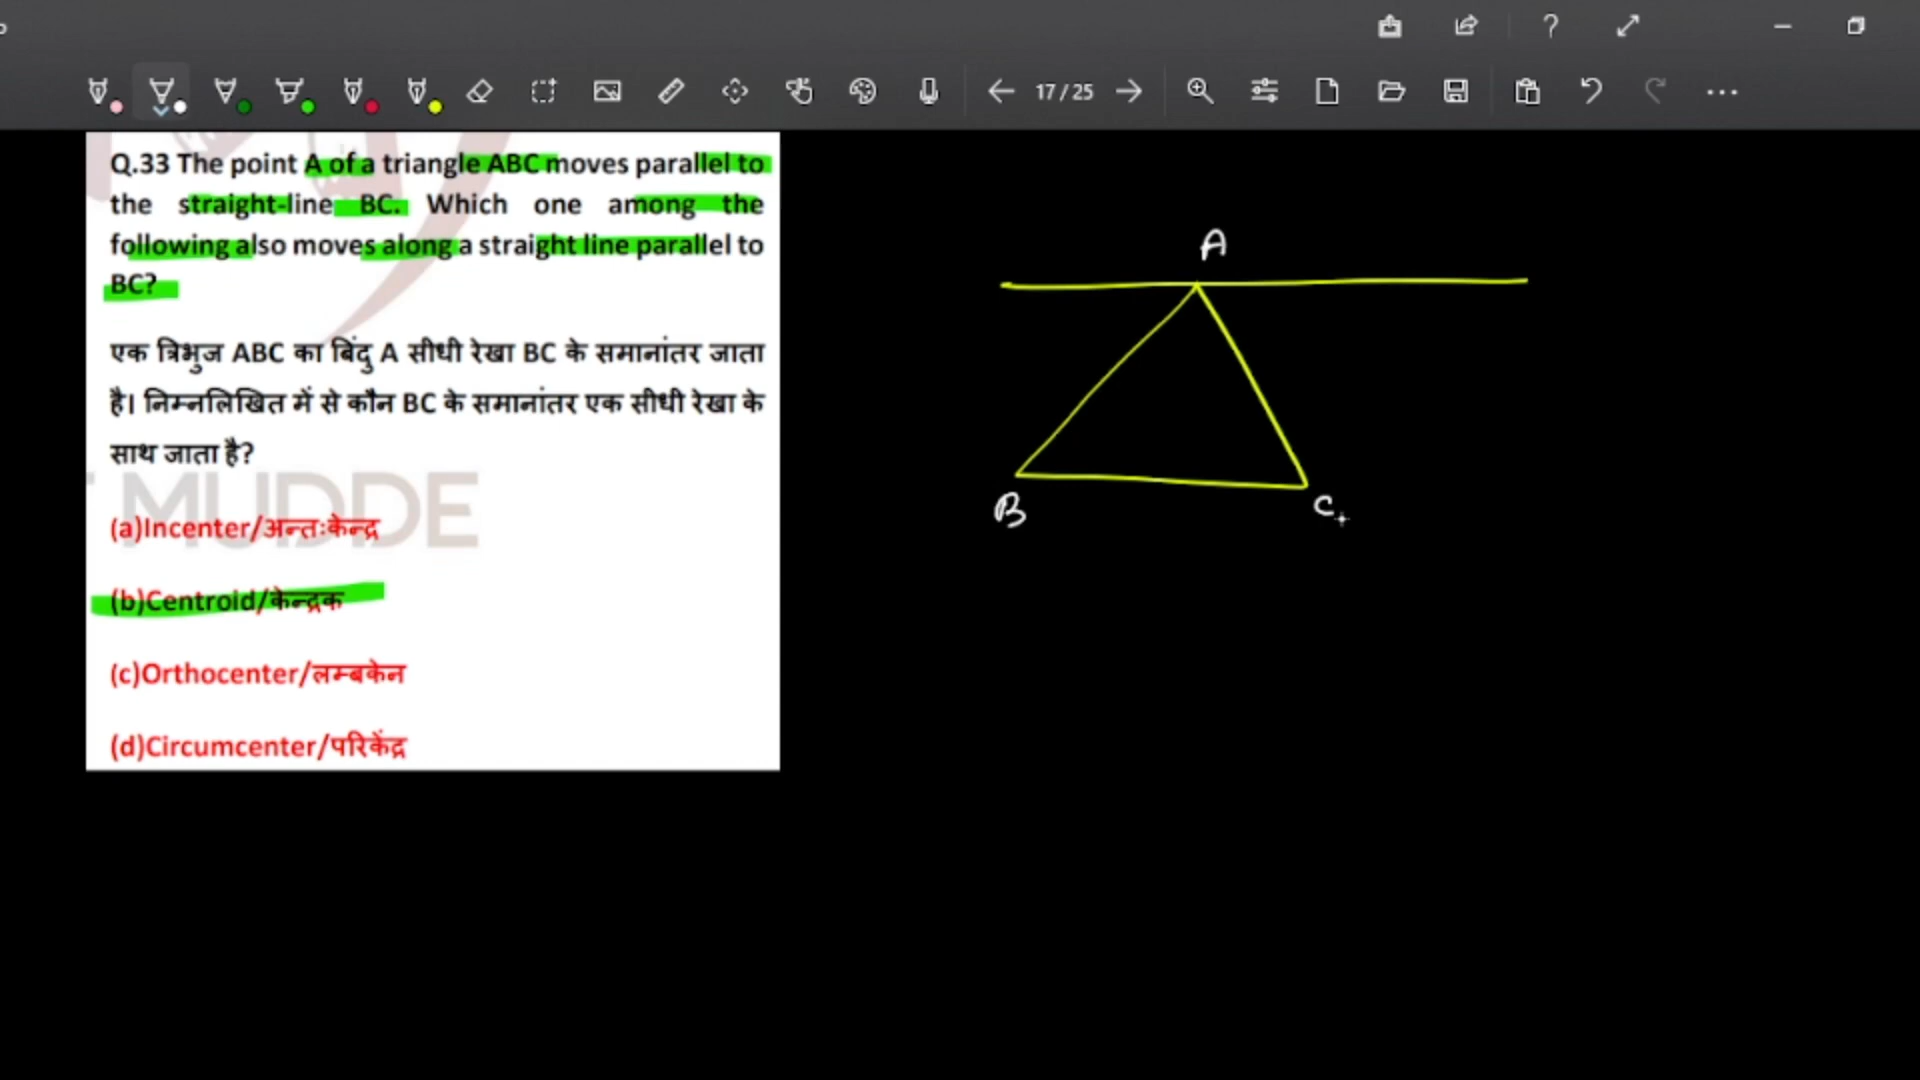 17 / 25
Q.33 The point A of a triangle ABC moves parallel to
the straight-line BC. Which one among the
following also moves along a straight line parallel to
BC?
एक त्रिभुज ABC का बिंदु A सीधी रेखा BC के समानांतर जाता
है। निम्नलिखित में से कौन BC के समानांतर एक सीधी रेखा के
साथ जाता है?
MUDDE
(a)Incenter/अन्तःकेन्द्र
(b)Centroid/केन्द्रक
(c)Orthocenter/लम्बकेन
(d)Circumcenter/परिकेंद्र
A
B
C